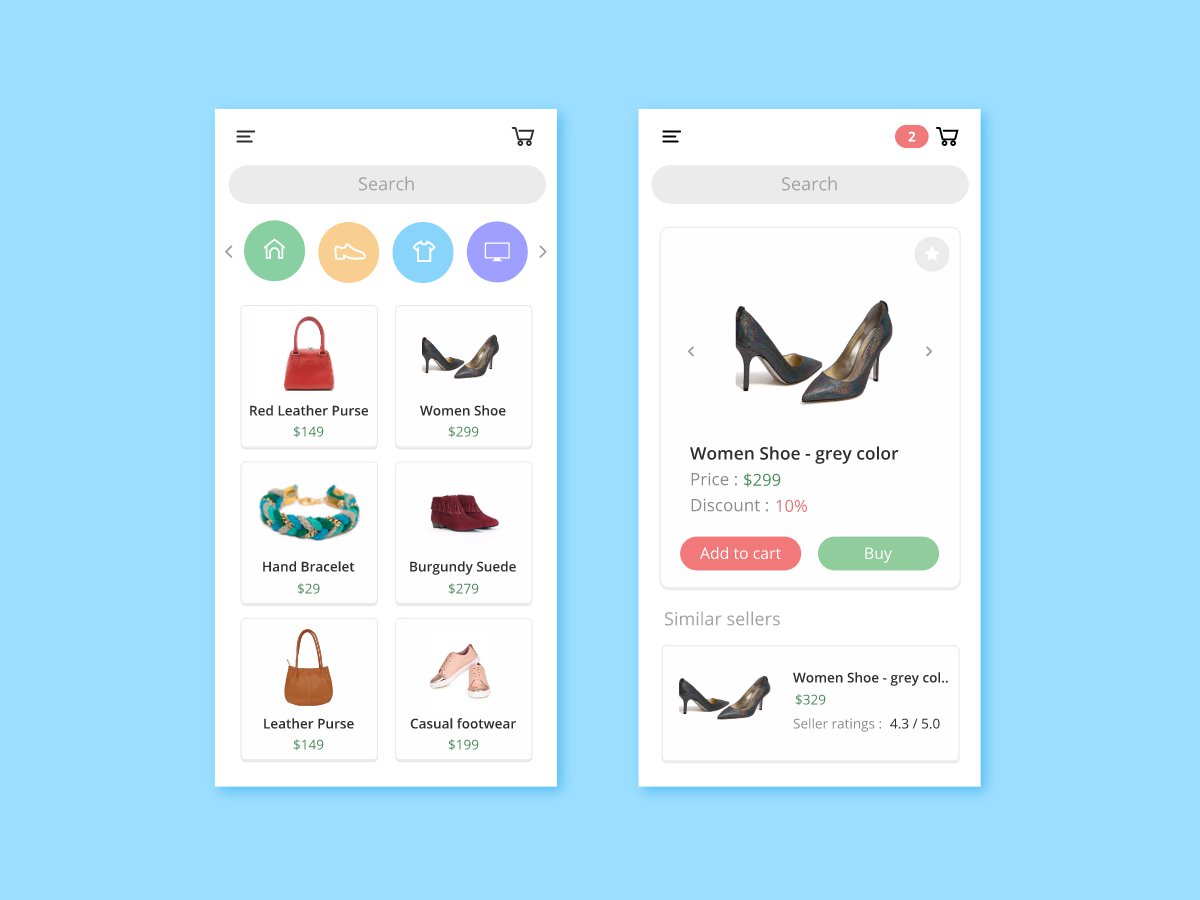 Search
Red Leather Purse
$149
Women Shoe
$299
Hand Bracelet
$29
Burgundy Suede
$279
Leather Purse
$149
Casual footwear
$199
2
Search
Women Shoe - grey color
Price : $299
Discount : 10%
Add to cart
Buy
Similar sellers
Women Shoe - grey col..
$329
Seller ratings : 4.3 / 5.0